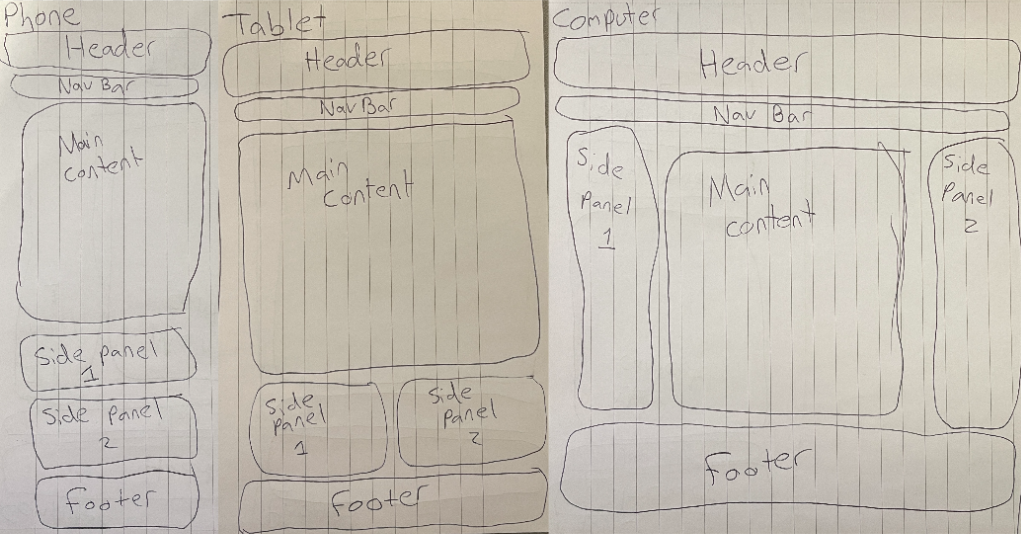 Phone
Header
Nav Bar
Main
content
Side panel
1
Side panel
2
Footer
Tablet
Header
Nav Bar
Main
Content
Side
panel
1
Side
panel
2
Footer
Computer
Header
Nav Bar
Side
Panel
1
Main
content
Side
Panel
2
Footer